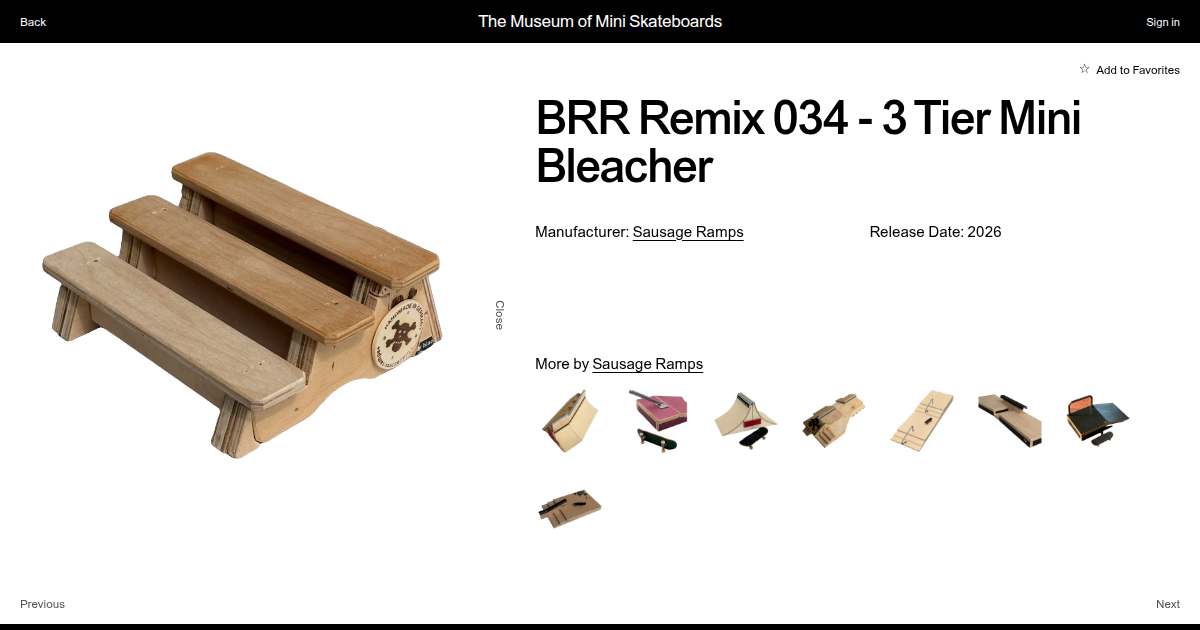 Back
The Museum of Mini Skateboards
Sign in
☆ Add to Favorites
BRR Remix 034 - 3 Tier Mini
Bleacher
Manufacturer: Sausage Ramps
Release Date: 2026
Close
More by Sausage Ramps
Previous
Next